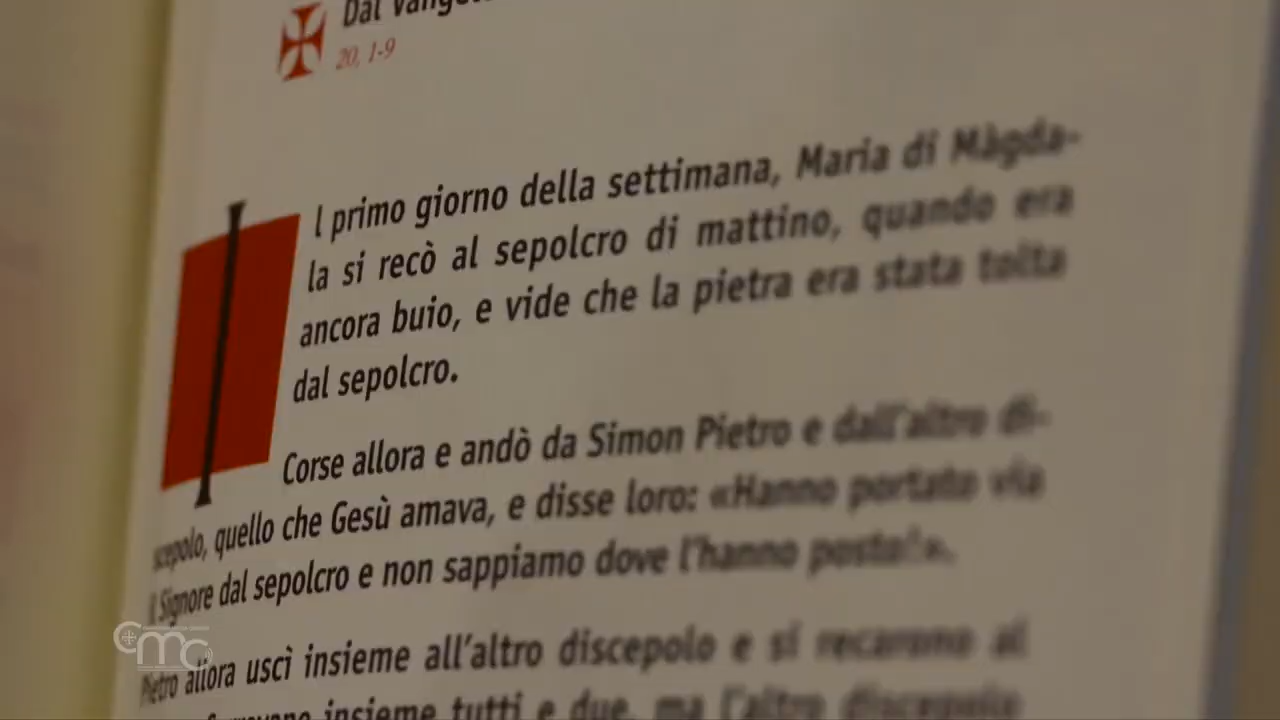 Dal Vangelo
20, 1-9
Il primo giorno della settimana, Maria di Màgda-
la si recò al sepolcro di mattino, quando era
ancora buio, e vide che la pietra era stata tolta
dal sepolcro.
Corse allora e andò da Simon Pietro e dall'altro di-
scepolo, quello che Gesù amava, e disse loro: «Hanno portato via
il Signore dal sepolcro e non sappiamo dove l'hanno posto!».
Pietro allora uscì insieme all'altro discepolo e si recarono al
insieme tutti e due, ma l'altro discepolo
CMC